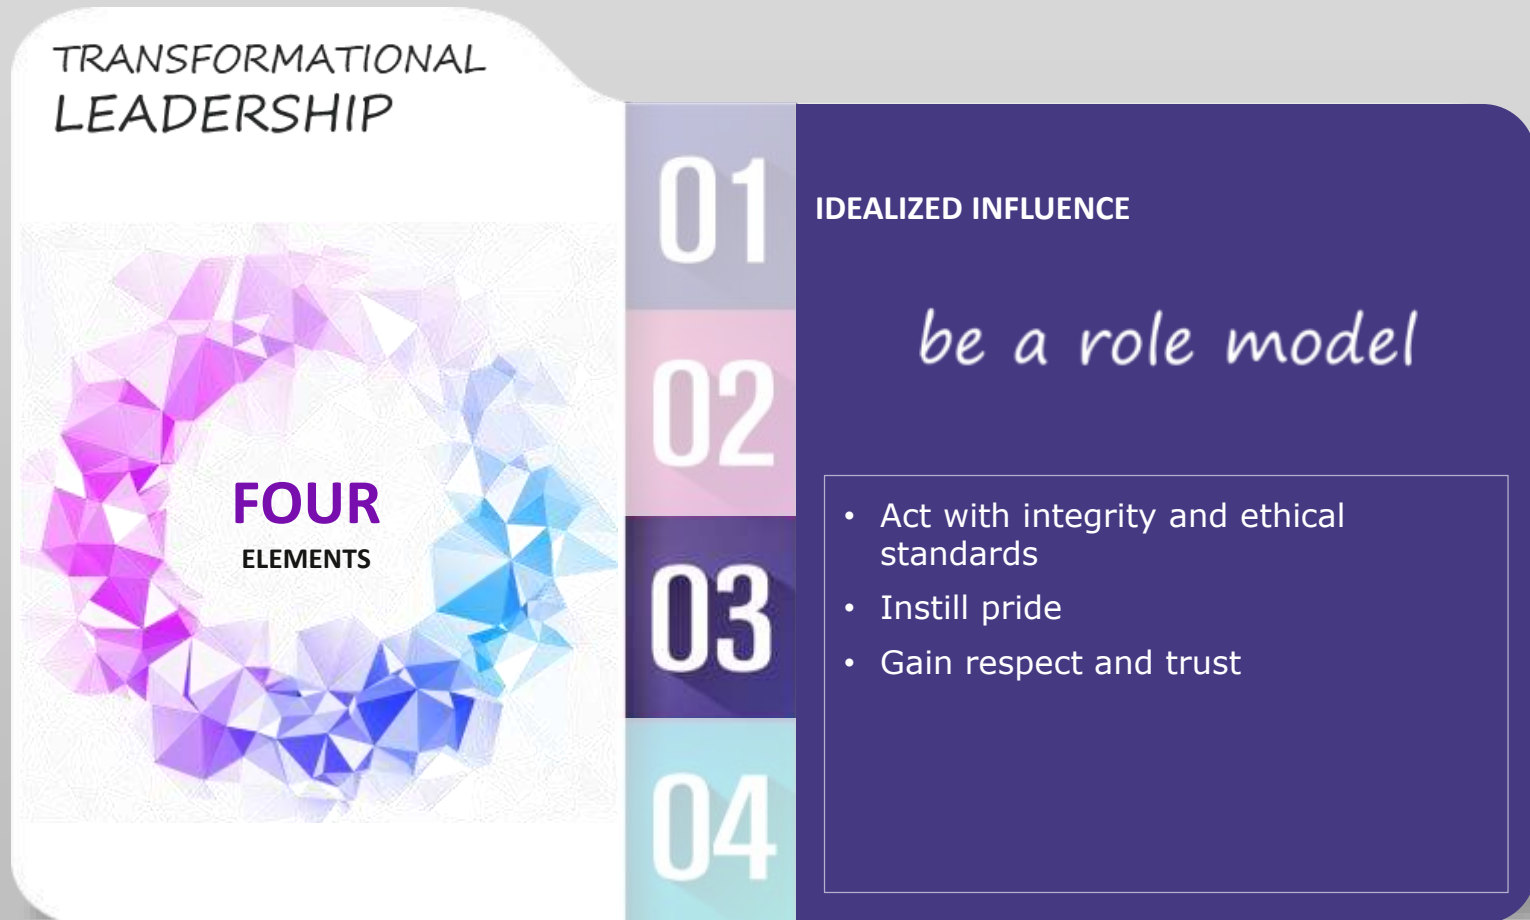 TRANSFORMATIONAL
LEADERSHIP
FOUR
ELEMENTS
01
02
03
04
IDEALIZED INFLUENCE
be a role model
• Act with integrity and ethical
standards
• Instill pride
• Gain respect and trust